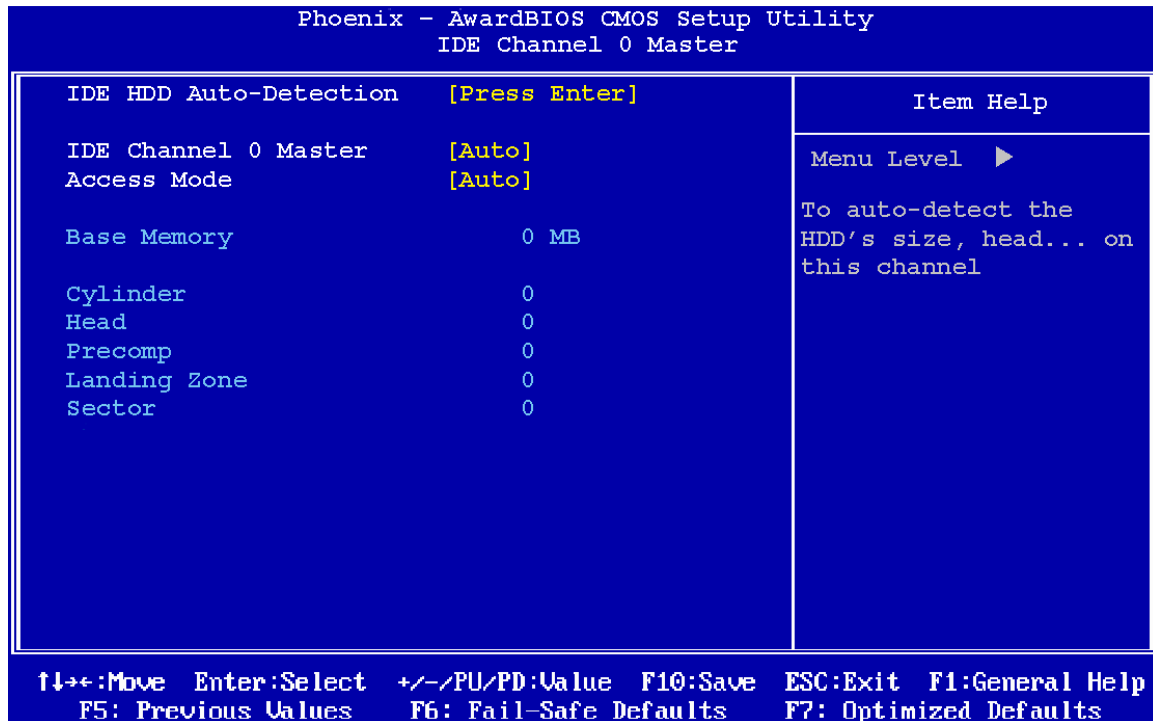 Phoenix – AwardBIOS CMOS Setup Utility
IDE Channel 0 Master
IDE HDD Auto-Detection [Press Enter]
IDE Channel 0 Master [Auto]
Access Mode [Auto]
Base Memory 0 MB
Cylinder 0
Head 0
Precomp 0
Landing Zone 0
Sector 0
Item Help
Menu Level ▶
To auto-detect the
HDD's size, head... on
this channel
↑↓→←:Move Enter:Select +/-/PU/PD:Value F10:Save ESC:Exit F1:General Help
F5: Previous Values F6: Fail-Safe Defaults F7: Optimized Defaults